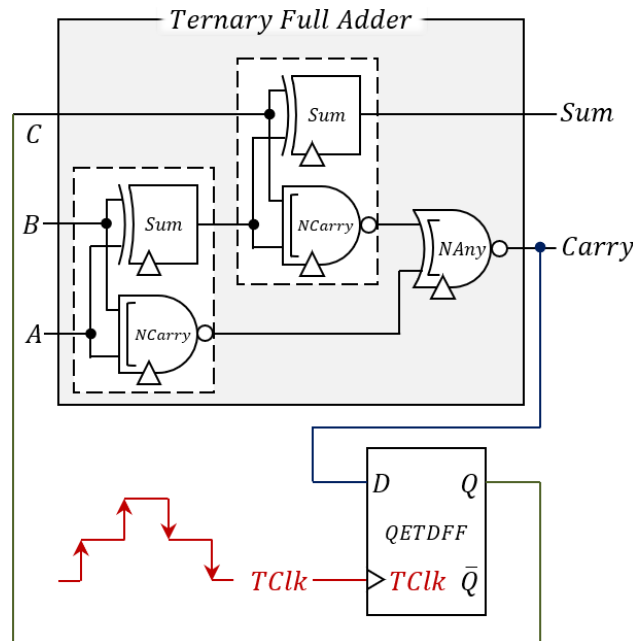 Ternary Full Adder
Sum
Sum
C
B
Sum
NCarry
NAny
Carry
A
NCarry
D
Q
QETDFF
TClk
TClk
Q̄